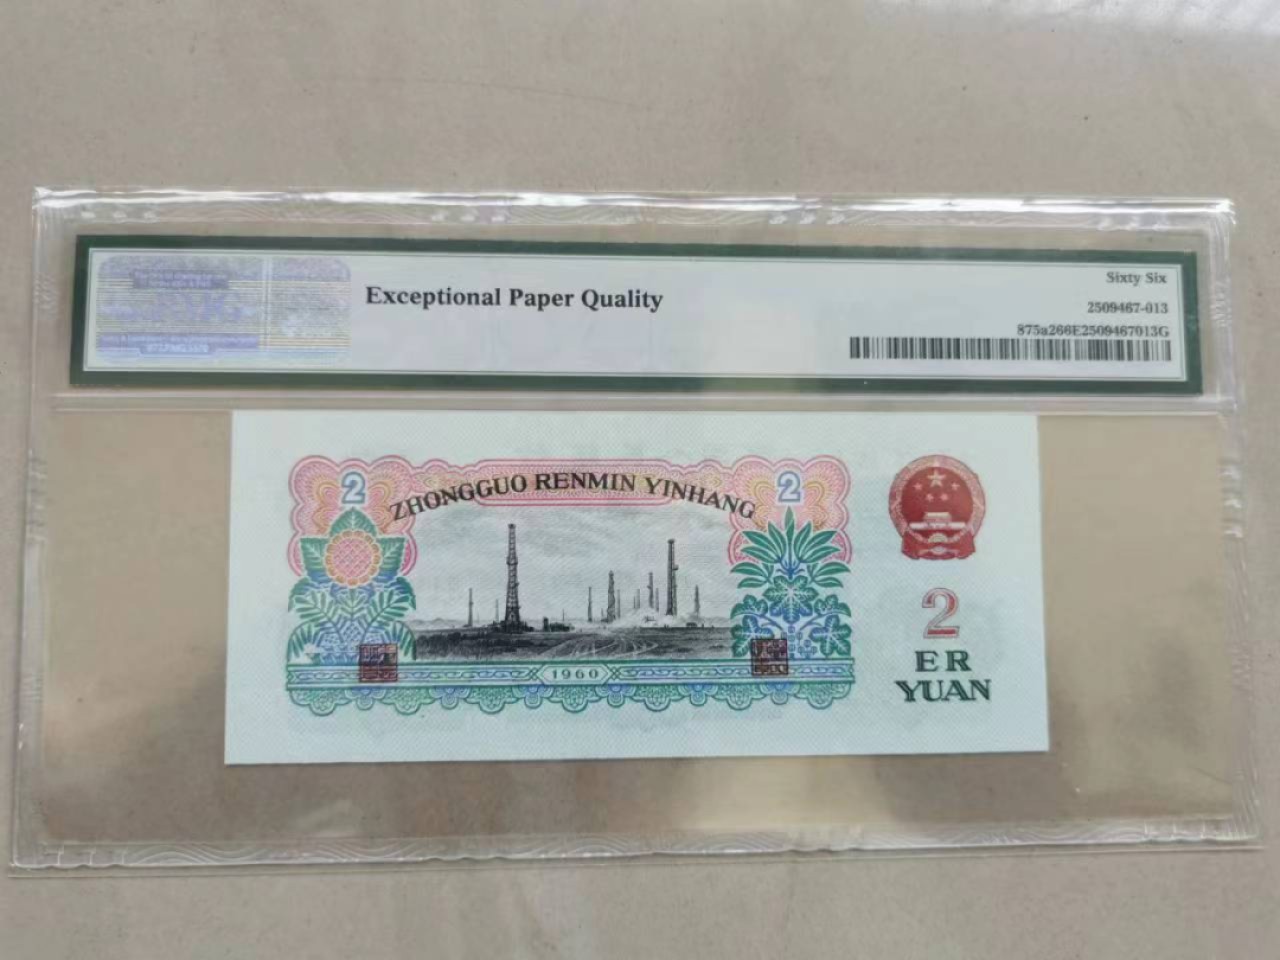 Sixty Six
Exceptional Paper Quality
2509467-013
875a266E2509467013G
2
ZHONGGUO RENMIN YINHANG
2
2
ER
YUAN
1960